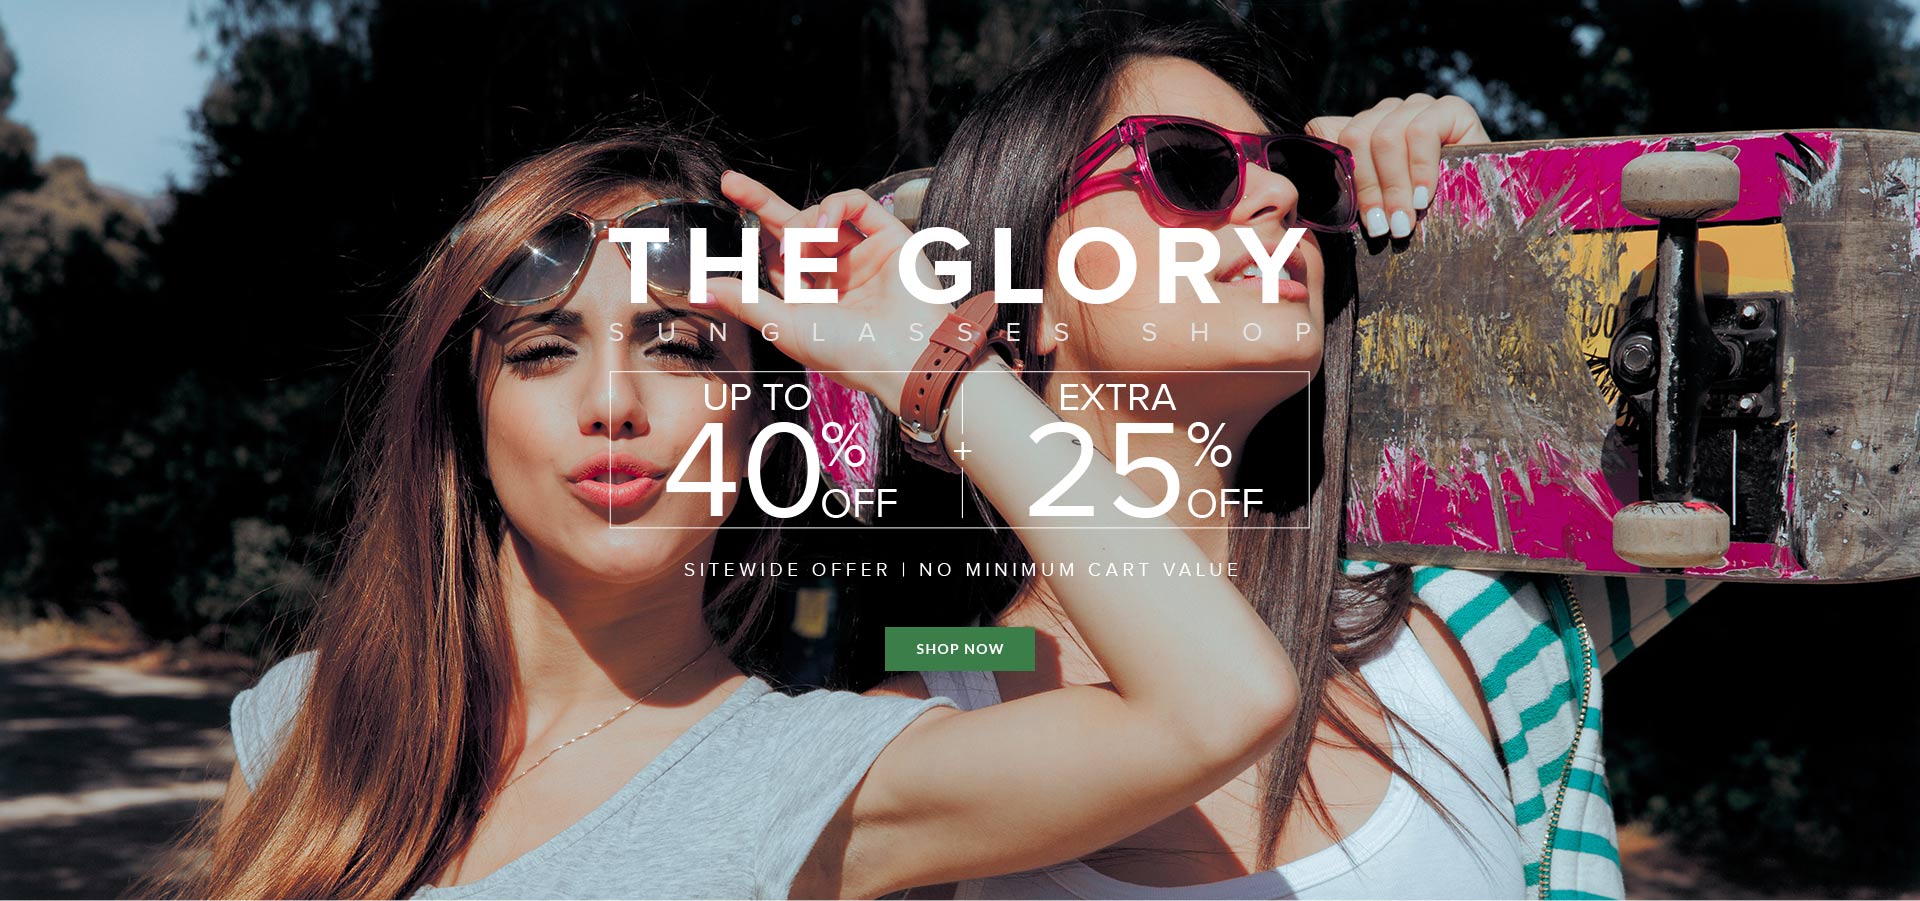 THE GLORY
SUNGLASSES SHOP
UP TO
40% OFF
+
EXTRA
25% OFF
SITEWIDE OFFER | NO MINIMUM CART VALUE
SHOP NOW